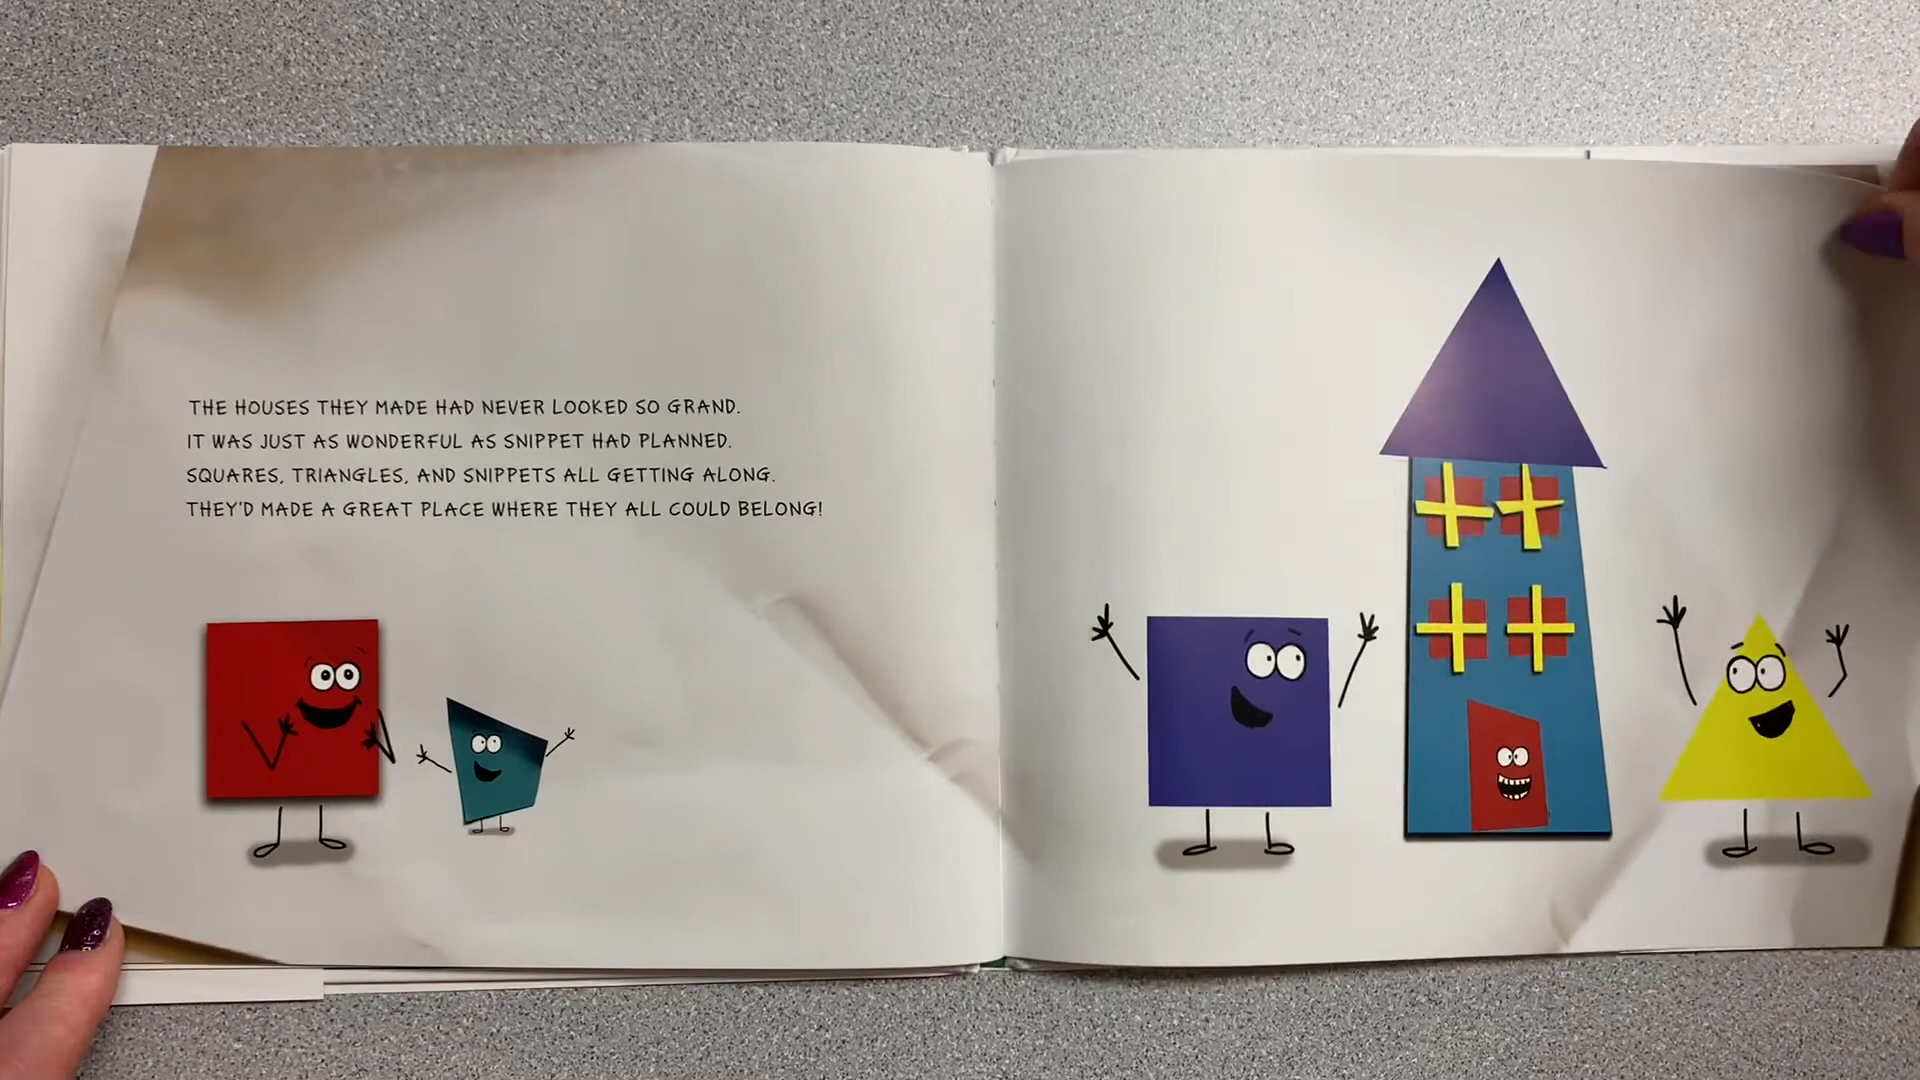 THE HOUSES THEY MADE HAD NEVER LOOKED SO GRAND.
IT WAS JUST AS WONDERFUL AS SNIPPET HAD PLANNED.
SQUARES, TRIANGLES, AND SNIPPETS ALL GETTING ALONG.
THEY'D MADE A GREAT PLACE WHERE THEY ALL COULD BELONG!